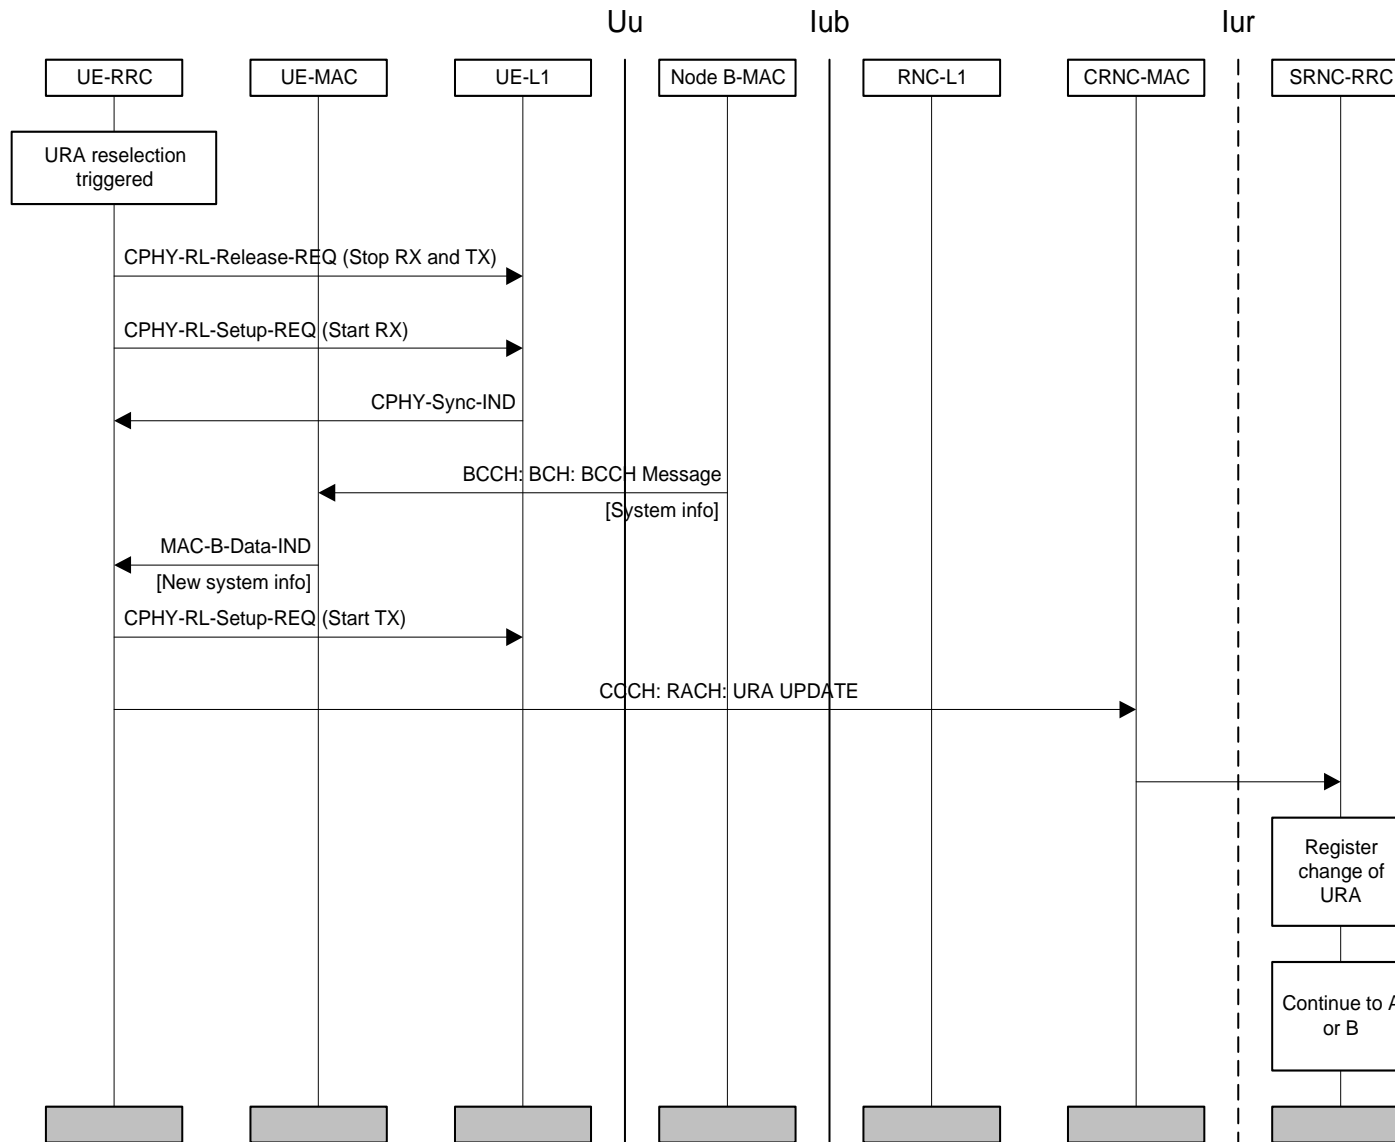 Uu
Iub
Iur
UE-RRC
UE-MAC
UE-L1
Node B-MAC
RNC-L1
CRNC-MAC
SRNC-RRC
URA reselection
triggered
CPHY-RL-Release-REQ (Stop RX and TX)
CPHY-RL-Setup-REQ (Start RX)
CPHY-Sync-IND
BCCH: BCH: BCCH Message
[System info]
MAC-B-Data-IND
[New system info]
CPHY-RL-Setup-REQ (Start TX)
CCCH: RACH: URA UPDATE
Register
change of
URA
Continue to A
or B